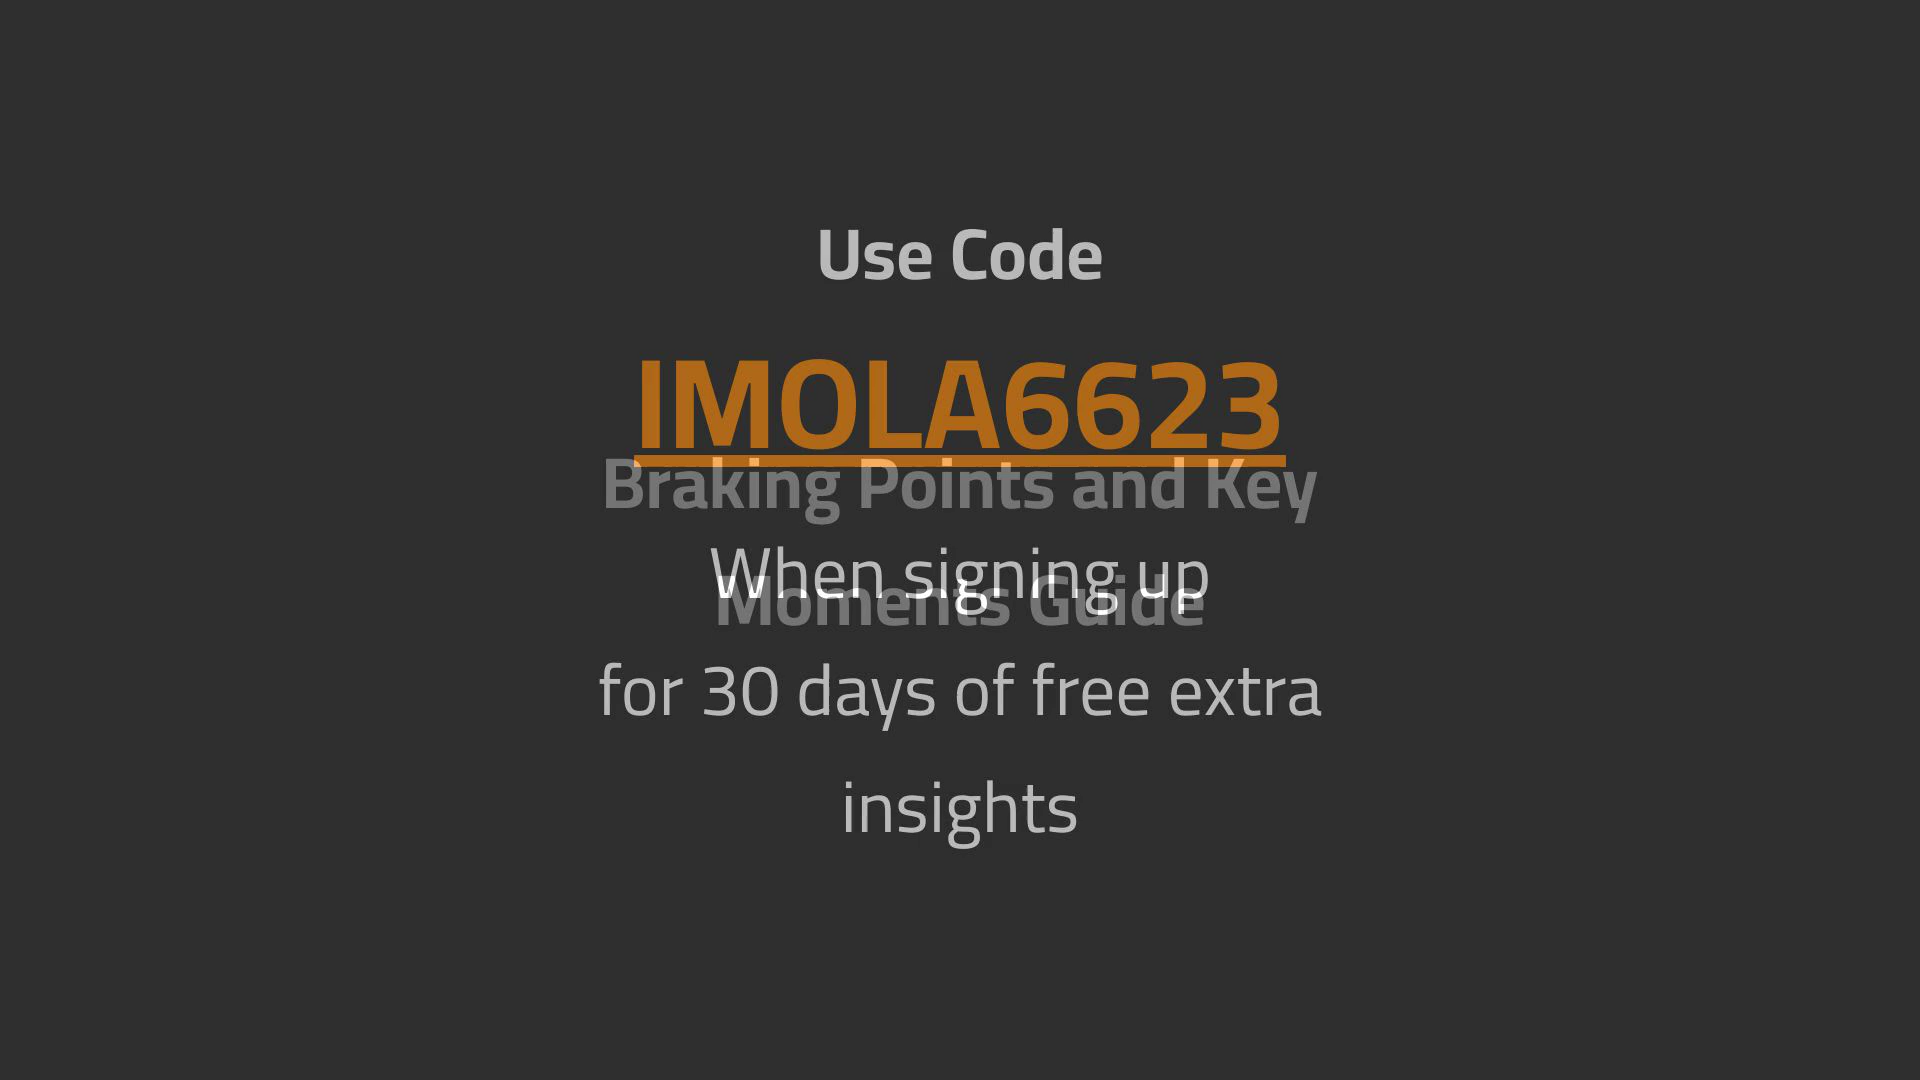 Use Code
IMOLA6623
Braking Points and Key
When signing up
Moments Guide
for 30 days of free extra
insights